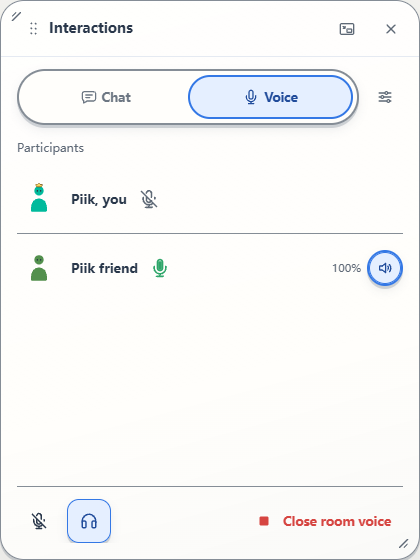 Interactions
Chat
Voice
Participants
Piik, you
Piik friend
100%
Close room voice